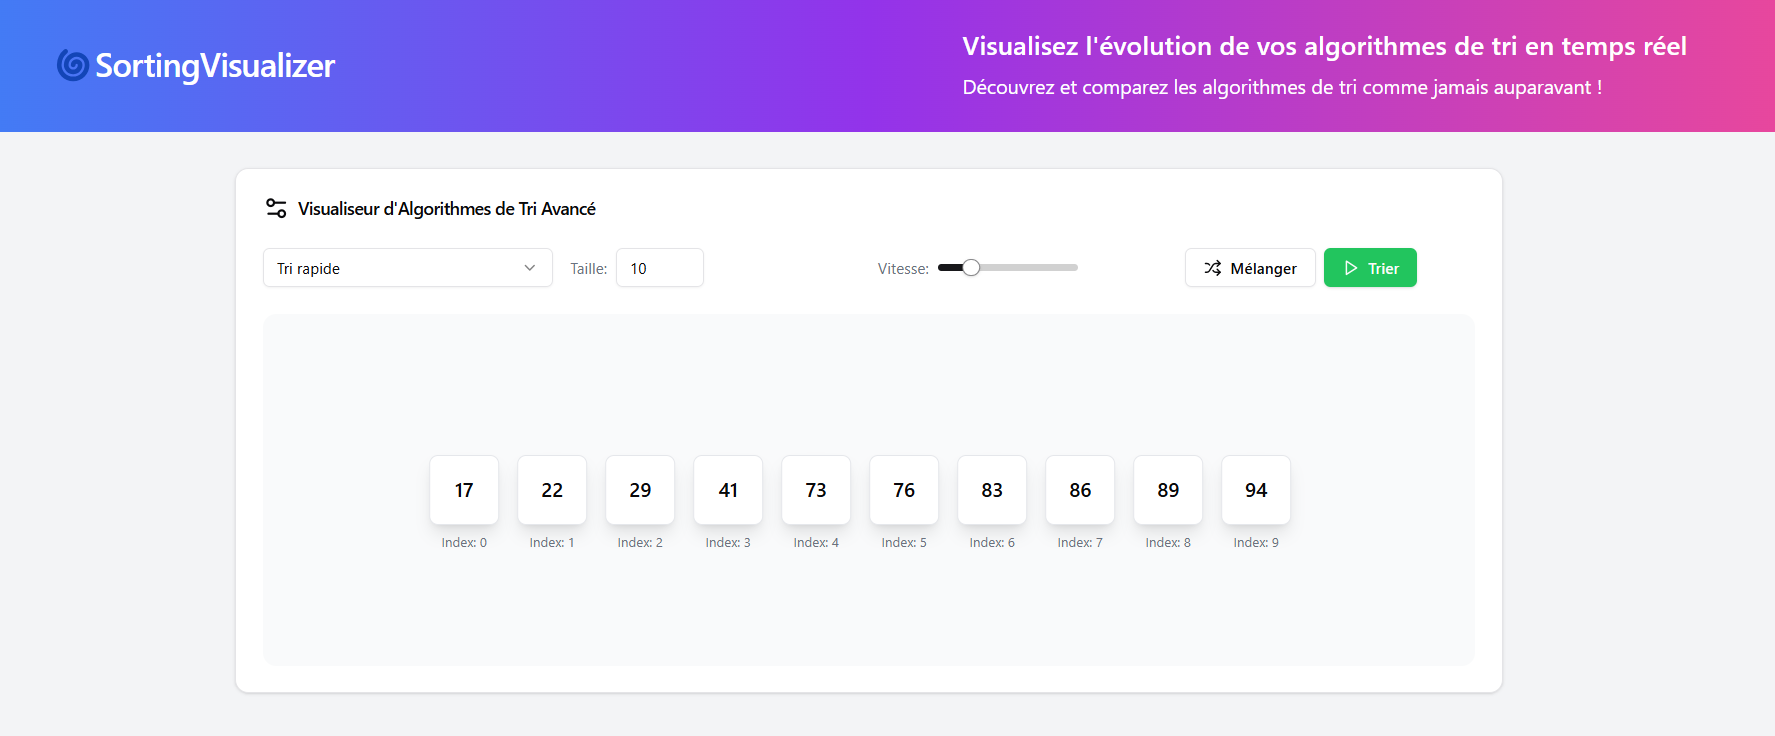 SortingVisualizer
Visualisez l'évolution de vos algorithmes de tri en temps réel
Découvrez et comparez les algorithmes de tri comme jamais auparavant !
Visualiseur d'Algorithmes de Tri Avancé
Tri rapide Taille: 10 Vitesse: Mélanger Trier
17 22 29 41 73 76 83 86 89 94
Index: 0 Index: 1 Index: 2 Index: 3 Index: 4 Index: 5 Index: 6 Index: 7 Index: 8 Index: 9